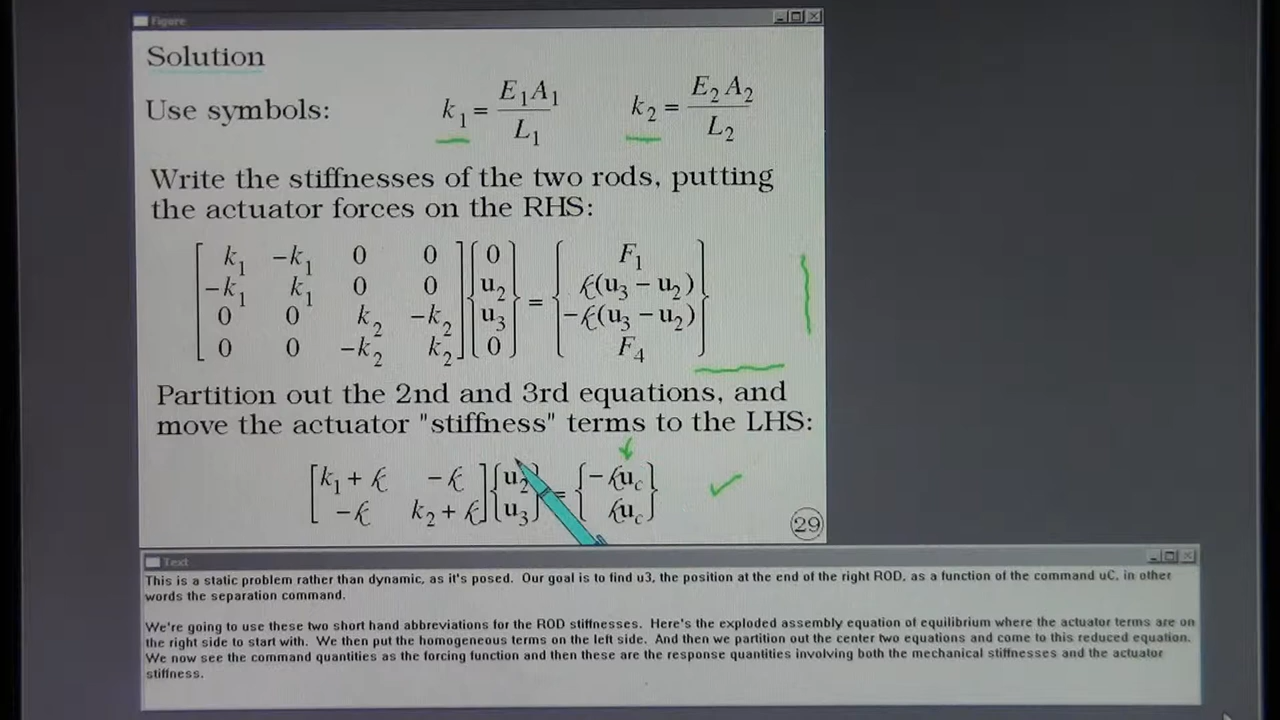 Figure
Solution
Use symbols: k₁ = E₁A₁ / L₁ k₂ = E₂A₂ / L₂
Write the stiffnesses of the two rods, putting
the actuator forces on the RHS:
k₁ −k₁ 0 0 0 F₁
−k₁ k₁ 0 0 u₂ = k(u₃ − u₂)
0 0 k₂ −k₂ u₃ −k(u₃ − u₂)
0 0 −k₂ k₂ 0 F₄
Partition out the 2nd and 3rd equations, and
move the actuator "stiffness" terms to the LHS:
k₁ + k −k u₂ = −ku꜀
−k k₂ + k u₃ ku꜀
29
Text
This is a static problem rather than dynamic, as it's posed. Our goal is to find u3, the position at the end of the right ROD, as a function of the command uC, in other
words the separation command.
We're going to use these two short hand abbreviations for the ROD stiffnesses. Here's the exploded assembly equation of equilibrium where the actuator terms are on
the right side to start with. We then put the homogeneous terms on the left side. And then we partition out the center two equations and come to this reduced equation.
We now see the command quantities as the forcing function and then these are the response quantities involving both the mechanical stiffnesses and the actuator
stiffness.